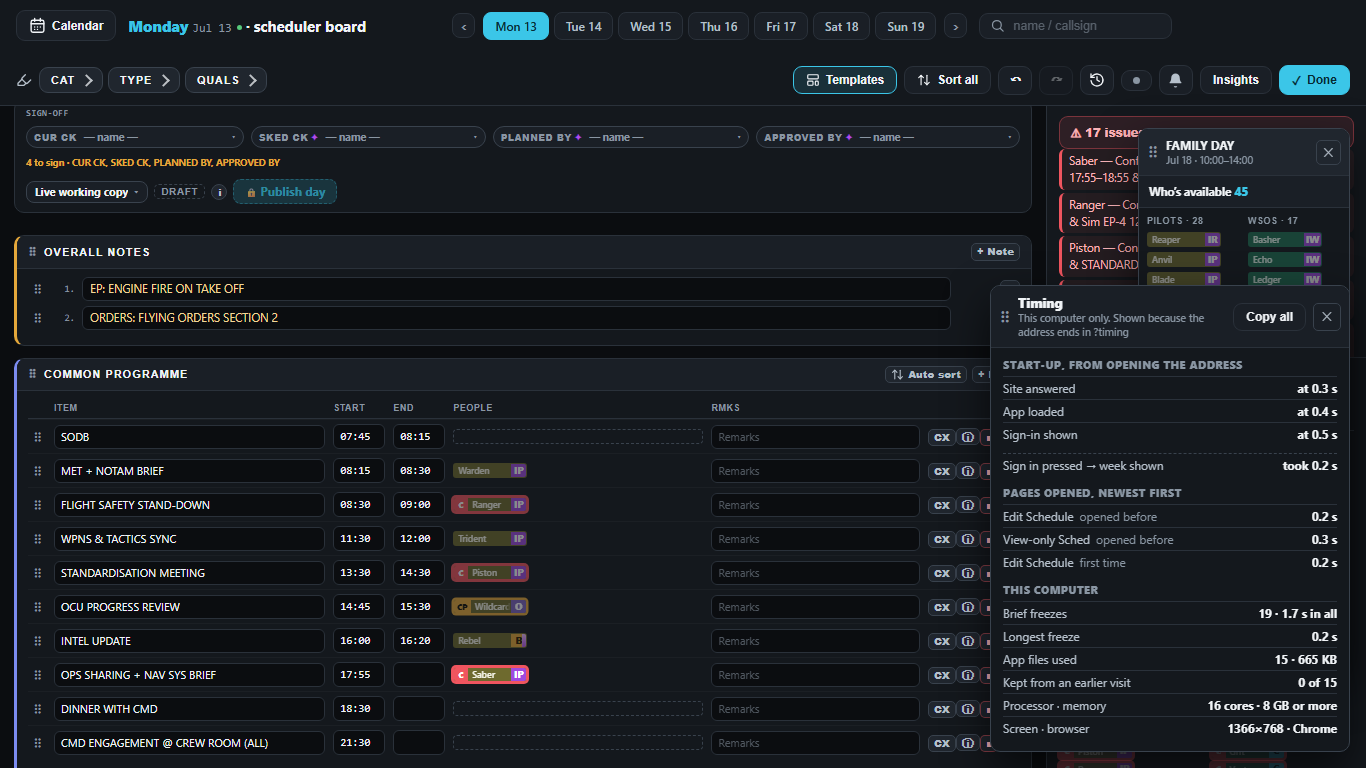 Calendar
Monday Jul 13 • · scheduler board
‹ Mon 13 Tue 14 Wed 15 Thu 16 Fri 17 Sat 18 Sun 19 ›
name / callsign
CAT TYPE QUALS
Templates Sort all Insights ✓ Done
SIGN-OFF
CUR CK — name — SKED CK ✦ — name — PLANNED BY ✦ — name — APPROVED BY ✦ — name —
4 to sign · CUR CK, SKED CK, PLANNED BY, APPROVED BY
Live working copy DRAFT i Publish day
OVERALL NOTES + Note
1. EP: ENGINE FIRE ON TAKE OFF
2. ORDERS: FLYING ORDERS SECTION 2
COMMON PROGRAMME Auto sort +
ITEM START END PEOPLE RMKS
SODB 07:45 08:15 Remarks CX
MET + NOTAM BRIEF 08:15 08:30 Warden IP Remarks CX
FLIGHT SAFETY STAND-DOWN 08:30 09:00 C Ranger IP Remarks CX
WPNS & TACTICS SYNC 11:30 12:00 Trident IP Remarks CX
STANDARDISATION MEETING 13:30 14:30 C Piston IP Remarks CX
OCU PROGRESS REVIEW 14:45 15:30 CP Wildcar O Remarks CX
INTEL UPDATE 16:00 16:20 Rebel B Remarks CX
OPS SHARING + NAV SYS BRIEF 17:55 C Saber IP Remarks CX
DINNER WITH CMD 18:30 Remarks CX
CMD ENGAGEMENT @ CREW ROOM (ALL) 21:30 Remarks CX
⚠ 17 issues
Saber — Conf
17:55–18:55 &
Ranger — Con
& Sim EP-4 12
Piston — Con
& STANDARD
FAMILY DAY
Jul 18 · 10:00–14:00
Who's available 45
PILOTS · 28 WSOS · 17
Reaper IR Basher IW
Anvil IP Echo IW
Blade IP Ledger IW
Timing
This computer only. Shown because the
address ends in ?timing
Copy all
START-UP, FROM OPENING THE ADDRESS
Site answered at 0.3 s
App loaded at 0.4 s
Sign-in shown at 0.5 s
Sign in pressed → week shown took 0.2 s
PAGES OPENED, NEWEST FIRST
Edit Schedule opened before 0.2 s
View-only Sched opened before 0.3 s
Edit Schedule first time 0.2 s
THIS COMPUTER
Brief freezes 19 · 1.7 s in all
Longest freeze 0.2 s
App files used 15 · 665 KB
Kept from an earlier visit 0 of 15
Processor · memory 16 cores · 8 GB or more
Screen · browser 1366×768 · Chrome